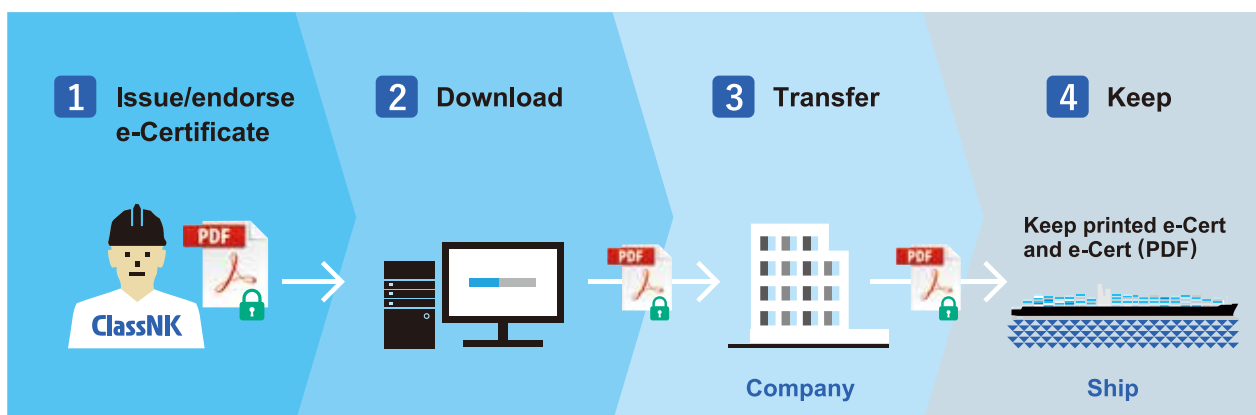 1 Issue/endorse
e-Certificate
2 Download
3 Transfer
4 Keep
PDF
ClassNK
PDF
Company
PDF
Keep printed e-Cert
and e-Cert (PDF)
Ship